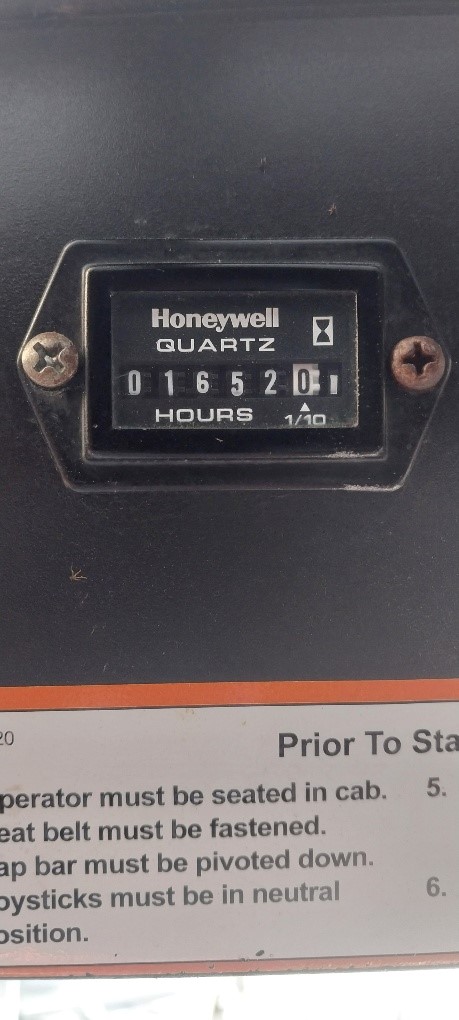 Honeywell
QUARTZ
0 1 6 5 2 0
HOURS 1/10
20
Prior To Sta
perator must be seated in cab. 5.
eat belt must be fastened.
ap bar must be pivoted down.
oysticks must be in neutral 6.
osition.